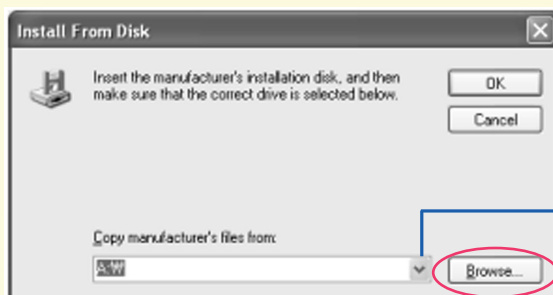 Install From Disk
Insert the manufacturer's installation disk, and then
OK
make sure that the correct drive is selected below.
Cancel
Copy manufacturer's files from:
A:₩
Browse...